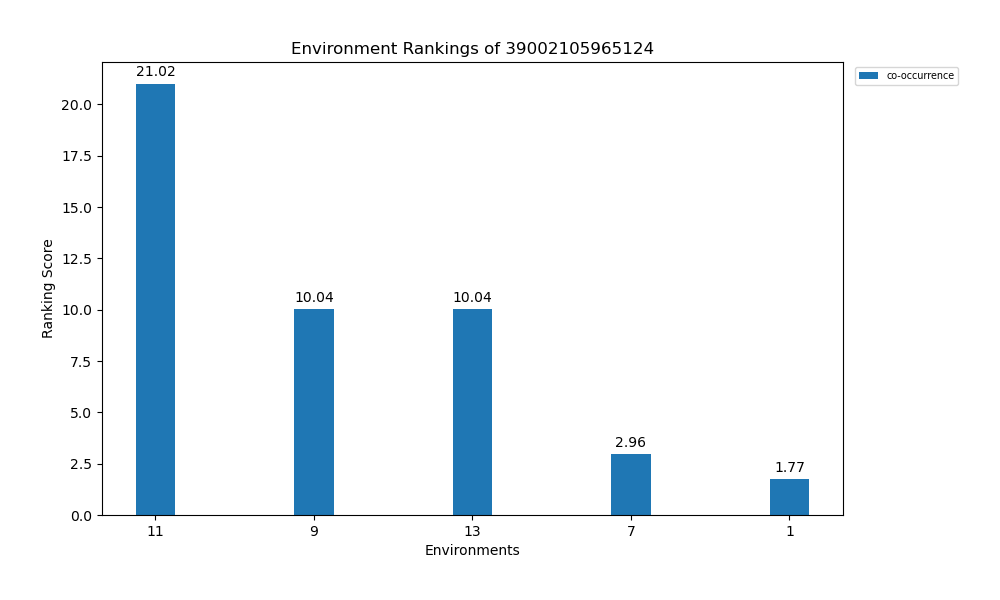 Environment Rankings of 39002105965124
co-occurrence
21.02
10.04
10.04
2.96
1.77
Ranking Score
20.0
17.5
15.0
12.5
10.0
7.5
5.0
2.5
0.0
11 9 13 7 1
Environments